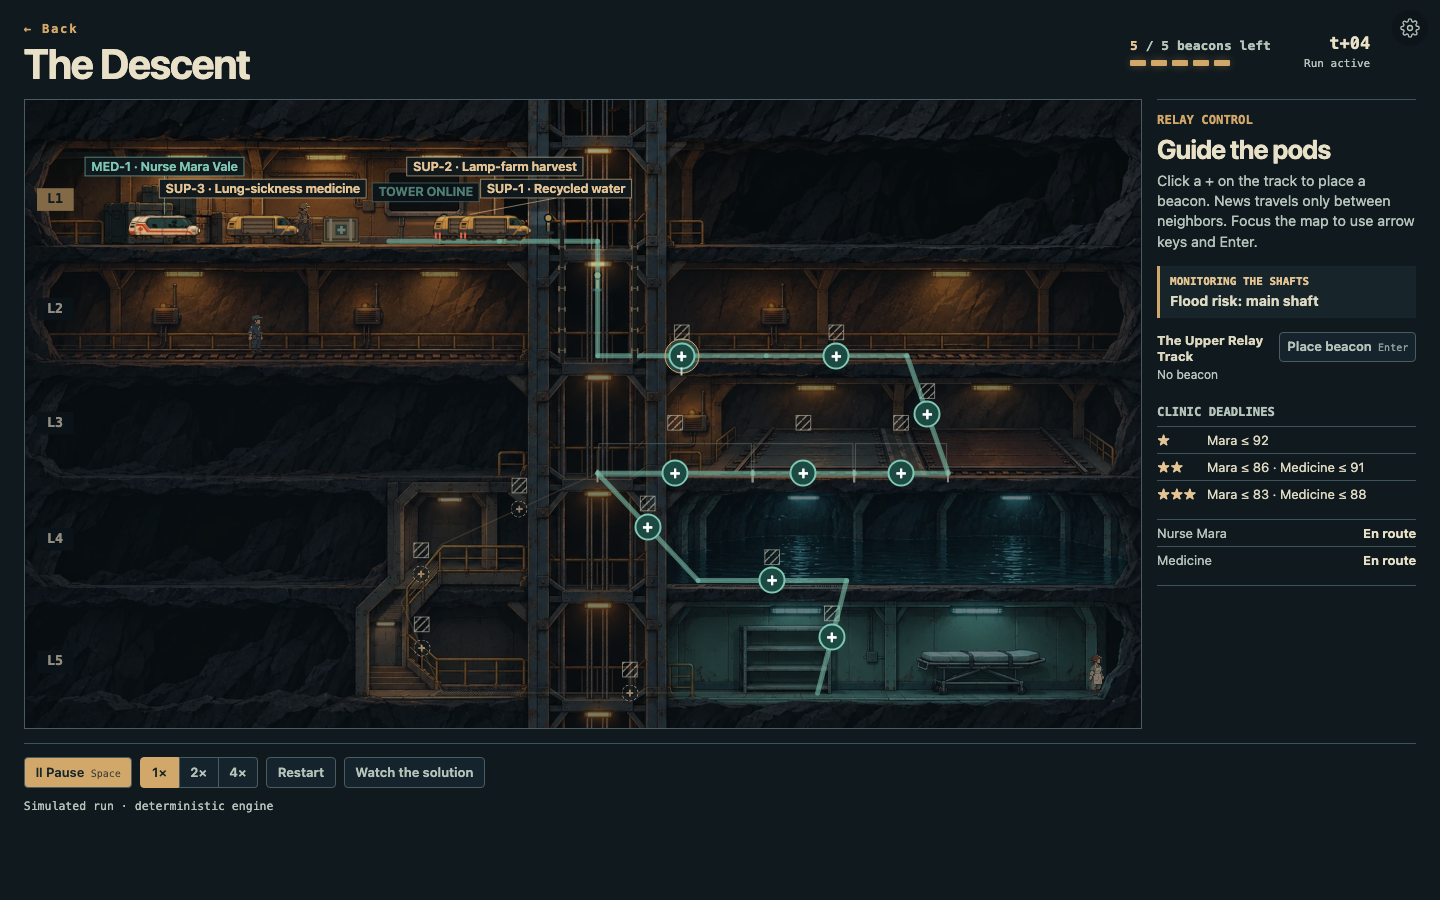 ← Back
The Descent
5 / 5 beacons left
t+04
Run active
MED-1 · Nurse Mara Vale
SUP-2 · Lamp-farm harvest
SUP-3 · Lung-sickness medicine
TOWER ONLINE
SUP-1 · Recycled water
L1
L2
L3
L4
L5
RELAY CONTROL
Guide the pods
Click a + on the track to place a
beacon. News travels only between
neighbors. Focus the map to use arrow
keys and Enter.
MONITORING THE SHAFTS
Flood risk: main shaft
The Upper Relay
Track
No beacon
Place beacon Enter
CLINIC DEADLINES
★ Mara ≤ 92
★★ Mara ≤ 86 · Medicine ≤ 91
★★★ Mara ≤ 83 · Medicine ≤ 88
Nurse Mara En route
Medicine En route
II Pause Space
1×
2×
4×
Restart
Watch the solution
Simulated run · deterministic engine